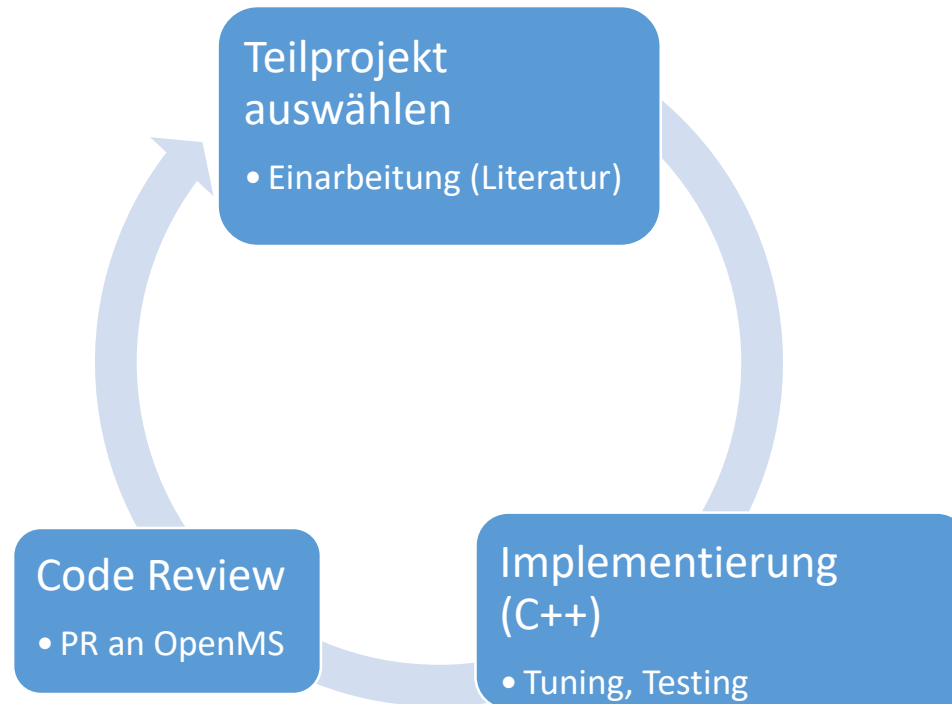 Teilprojekt
auswählen
• Einarbeitung (Literatur)
Implementierung
(C++)
• Tuning, Testing
Code Review
• PR an OpenMS